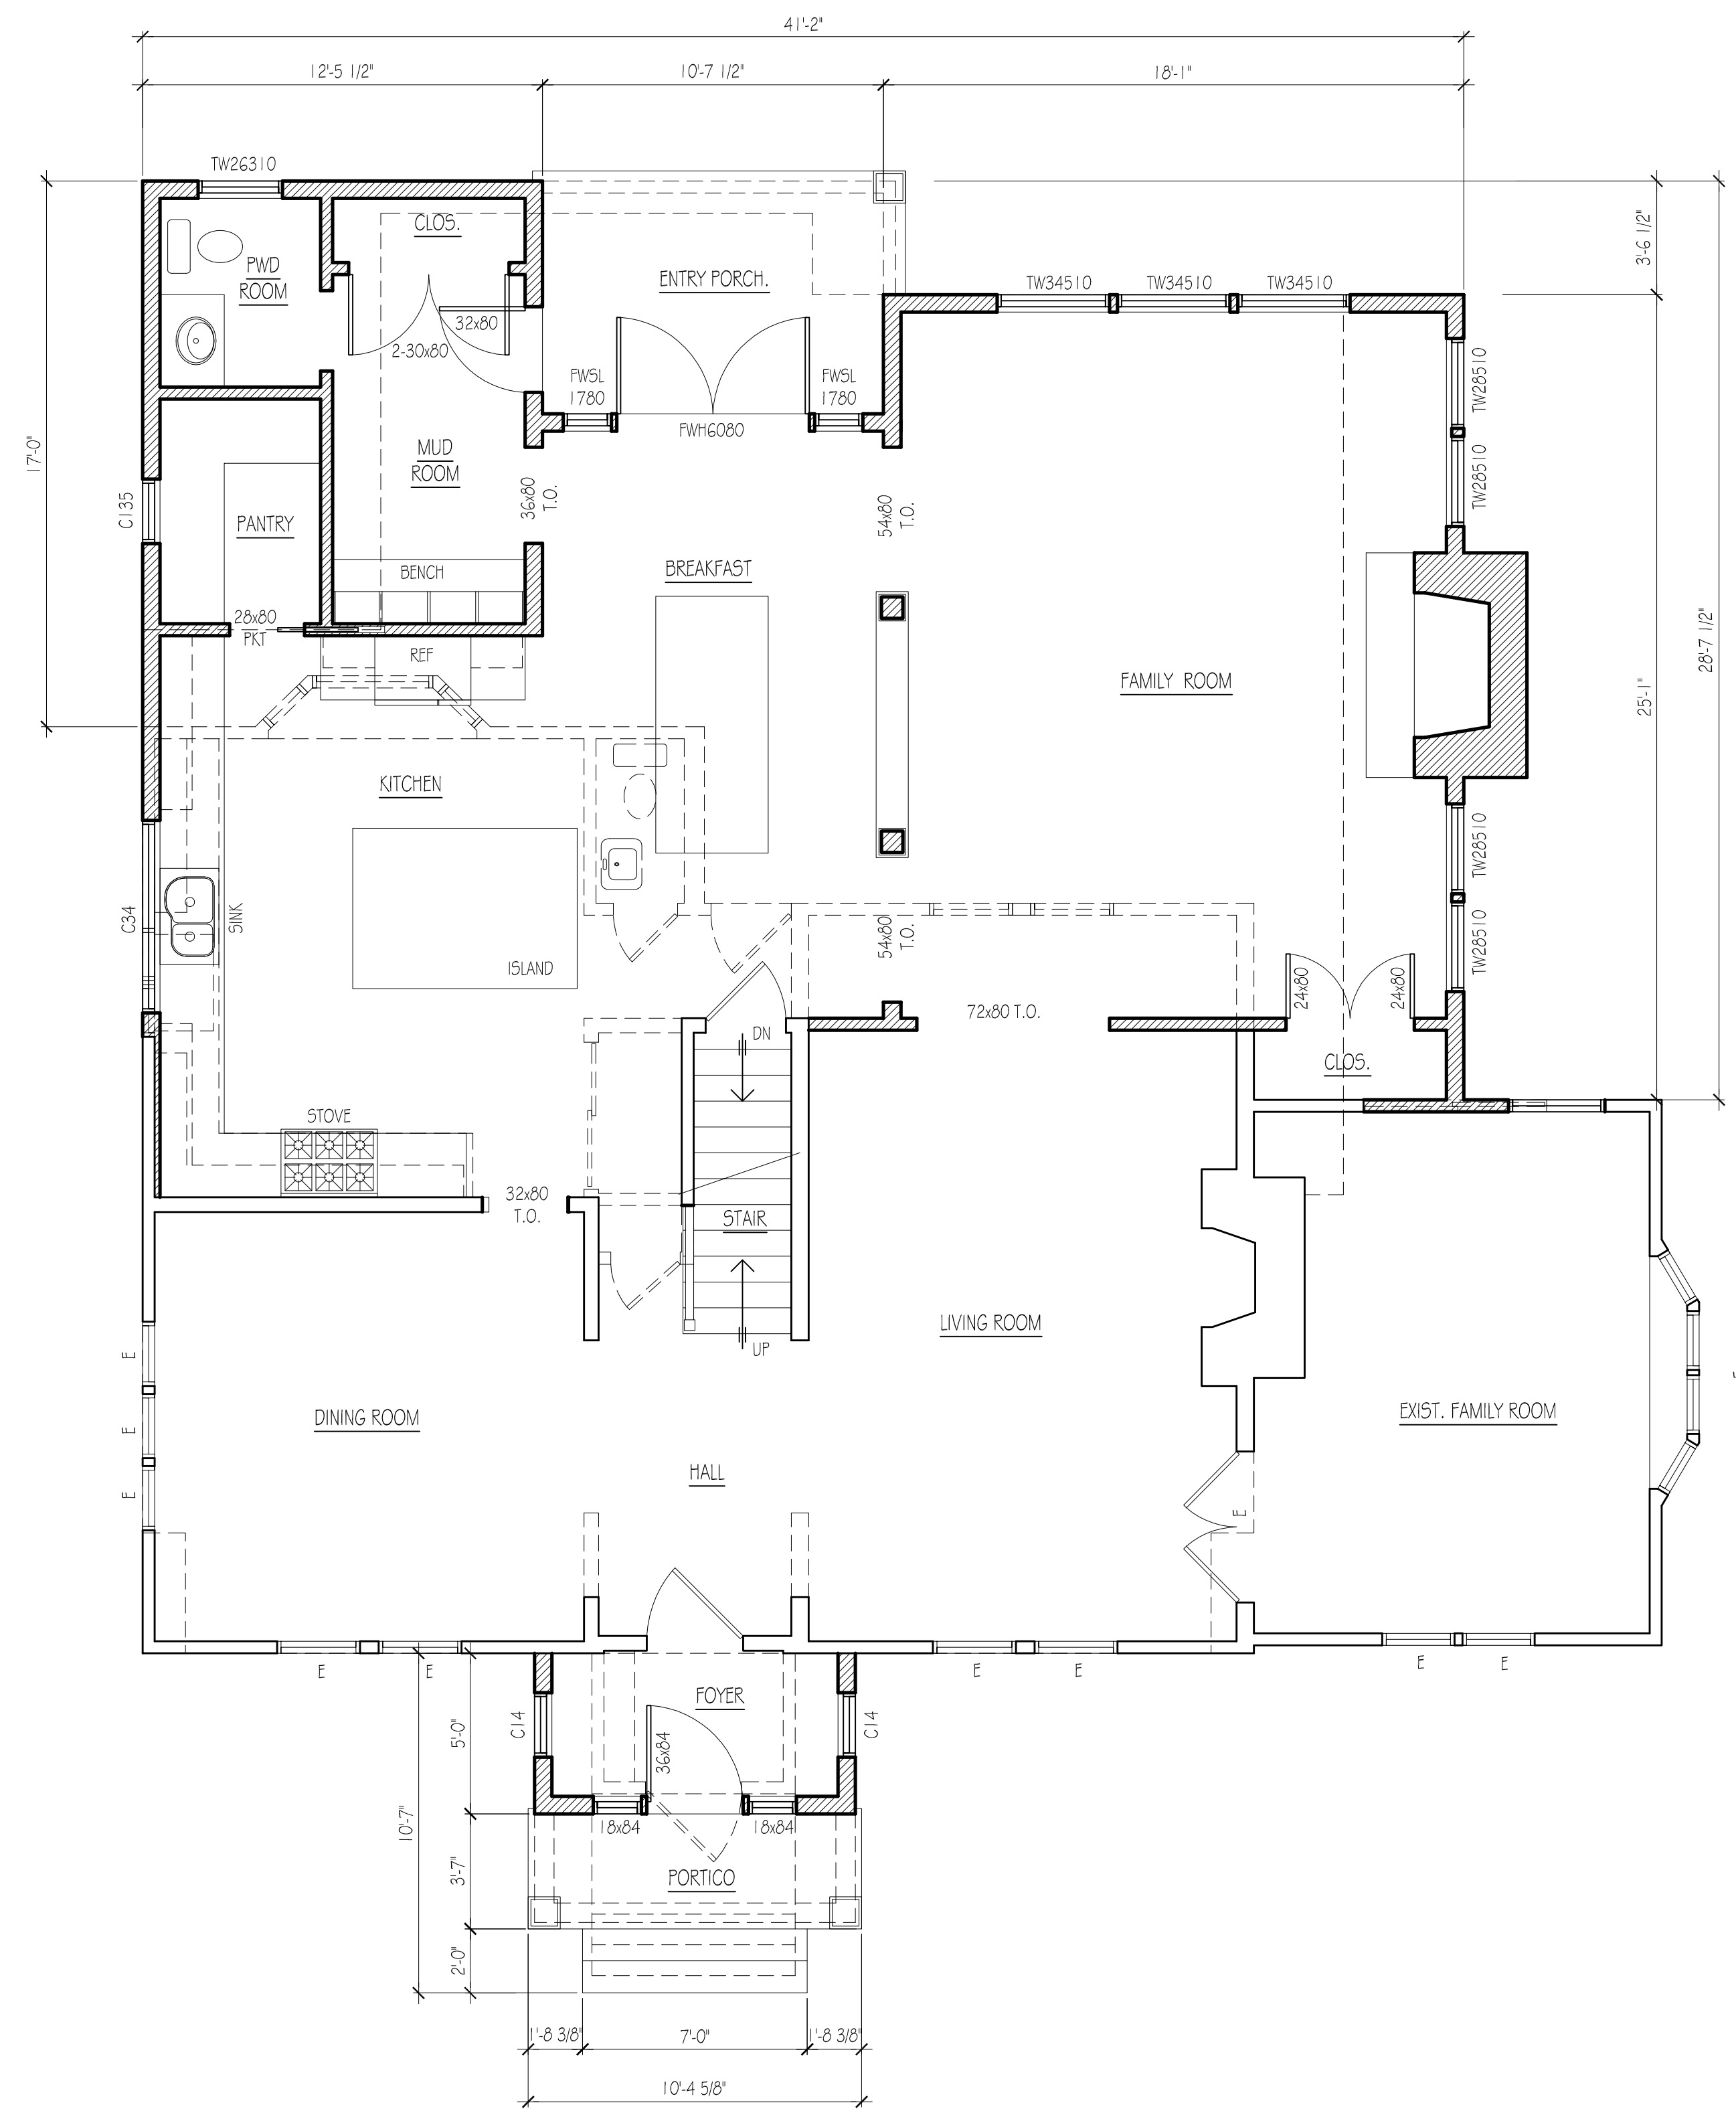 41'-2"
12'-5 1/2"
10'-7 1/2"
18'-1"
TW26310
CLOS.
PWD
ROOM
ENTRY PORCH.
3'-6 1/2"
TW34510
TW34510
TW34510
32x80
2-30x80
FWSL
1780
FWSL
1780
FWH6080
TW28510
17'-0"
MUD
ROOM
TW28510
C135
PANTRY
36x80
T.O.
54x80
T.O.
BENCH
BREAKFAST
28x80
PKT
REF
FAMILY ROOM
25'-1"
28'-7 1/2"
KITCHEN
TW28510
C34
SINK
ISLAND
54x80
T.O.
TW28510
24x80
24x80
72x80 T.O.
DN
CLOS.
STOVE
32x80
T.O.
STAIR
LIVING ROOM
UP
E
DINING ROOM
EXIST. FAMILY ROOM
E
HALL
E
E
E
E
E
E
E
E
FOYER
C14
C14
5'-0"
36x84
10'-7"
18x84
18x84
3'-7"
PORTICO
2'-0"
1'-8 3/8"
7'-0"
1'-8 3/8"
10'-4 5/8"